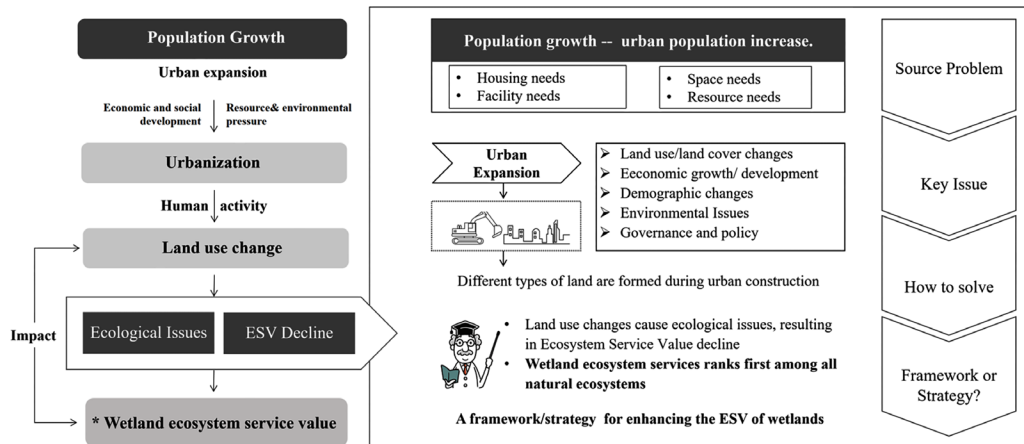 Population Growth
Urban expansion
Economic and social
development
Resource& environmental
pressure
Urbanization
Human activity
Land use change
Impact
Ecological Issues
ESV Decline
* Wetland ecosystem service value
Population growth -- urban population increase.
• Housing needs
• Facility needs
• Space needs
• Resource needs
Urban
Expansion
➢ Land use/land cover changes
➢ Eeconomic growth/ development
➢ Demographic changes
➢ Environmental Issues
➢ Governance and policy
Different types of land are formed during urban construction
• Land use changes cause ecological issues, resulting
in Ecosystem Service Value decline
• Wetland ecosystem services ranks first among all
natural ecosystems
A framework/strategy for enhancing the ESV of wetlands
Source Problem
Key Issue
How to solve
Framework or
Strategy?